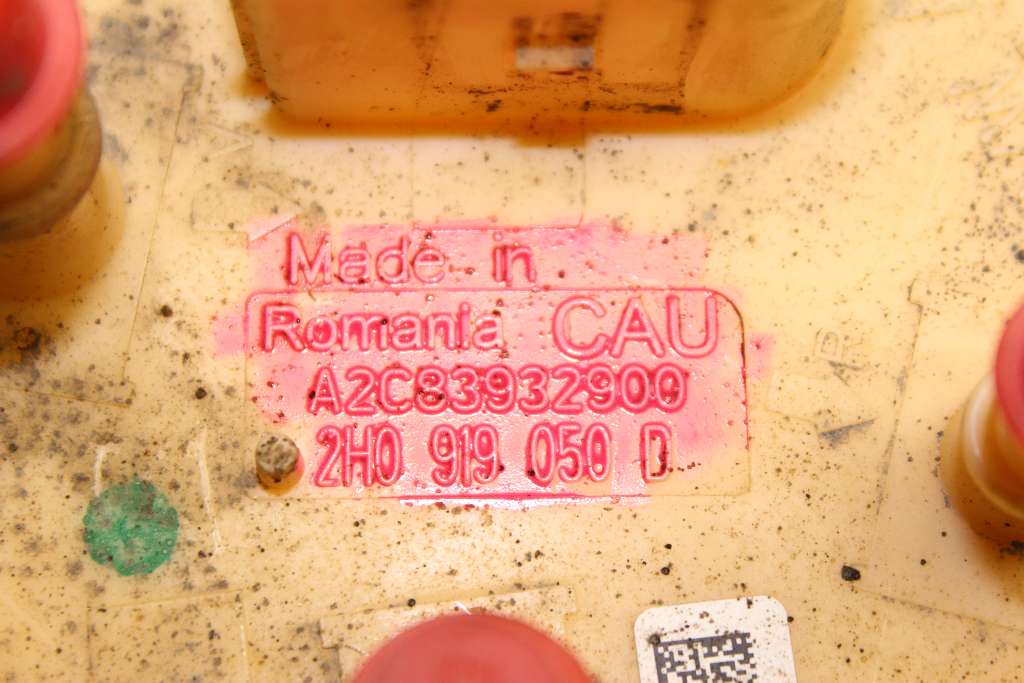 Made in
Romania CAU
A2C83932900
2H0 919 050 D